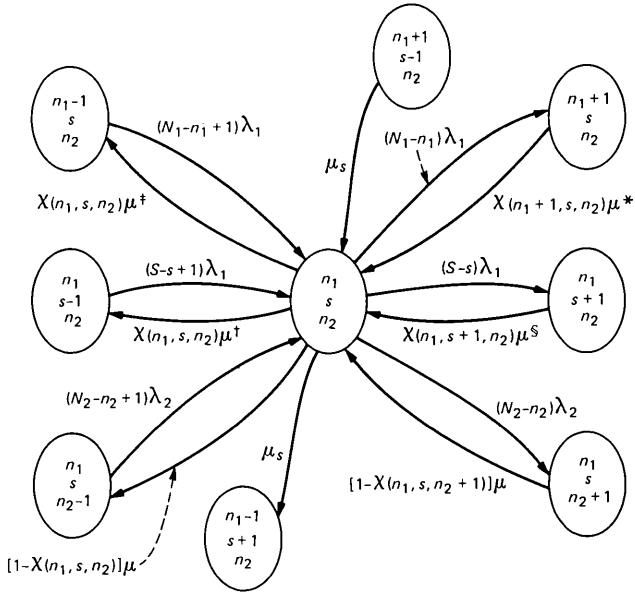 n₁+1
s−1
n₂
n₁−1
s
n₂
(N₁−n₁+1)λ₁
n₁+1
s
n₂
(N₁−n₁)λ₁
μₛ
χ(n₁, s, n₂)μ‡
χ(n₁+1, s, n₂)μ*
n₁
s−1
n₂
(S−s+1)λ₁
n₁
s
n₂
(S−s)λ₁
n₁
s+1
n₂
χ(n₁, s, n₂)μ†
χ(n₁, s+1, n₂)μ§
(N₂−n₂+1)λ₂
(N₂−n₂)λ₂
n₁
s
n₂−1
μₛ
[1−χ(n₁, s, n₂+1)]μ
n₁
s
n₂+1
n₁−1
s+1
n₂
[1−χ(n₁, s, n₂)]μ